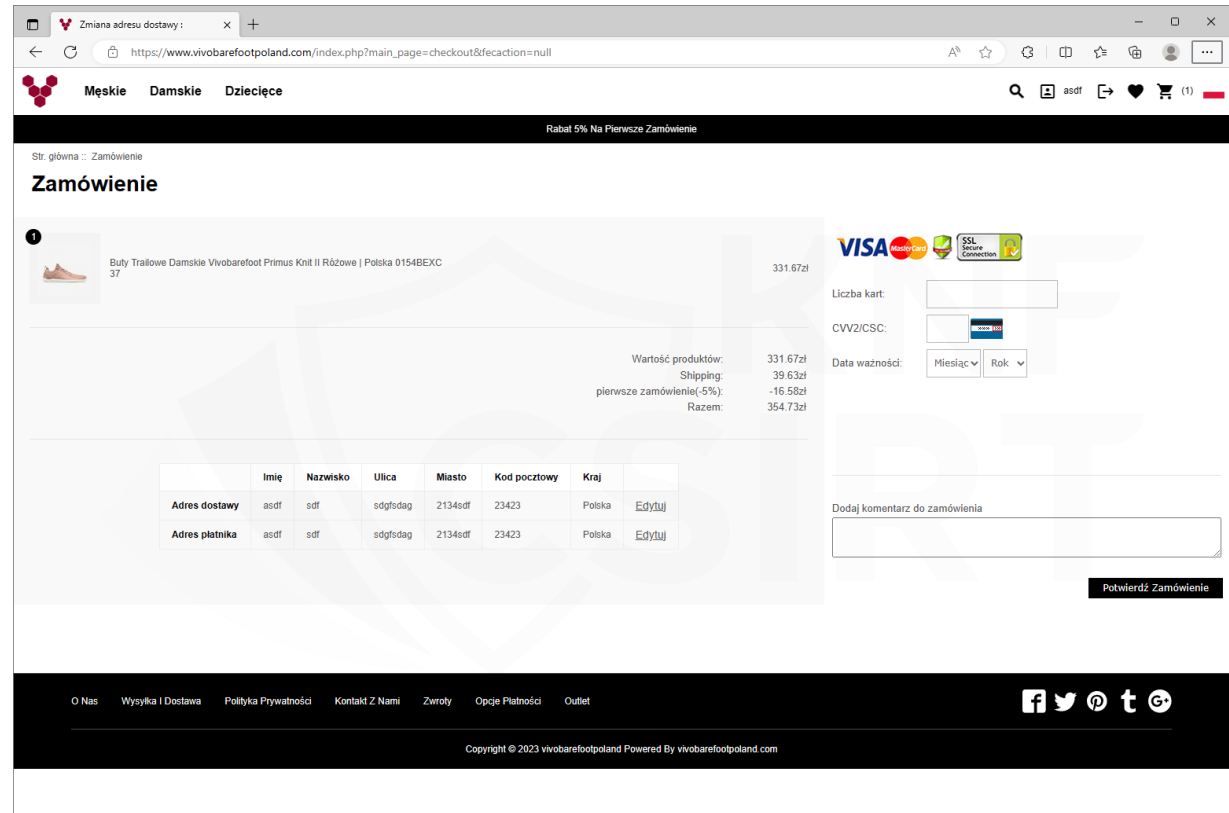 Zmiana adresu dostawy :
https://www.vivobarefootpoland.com/index.php?main_page=checkout&fecaction=null
Męskie Damskie Dziecięce
asdf (1)
Rabat 5% Na Pierwsze Zamówienie
Str. główna :: Zamówienie
Zamówienie
1
Buty Trailowe Damskie Vivobarefoot Primus Knit II Różowe | Polska 0154BEXC
37
331.67zł
Wartość produktów: 331.67zł
Shipping: 39.63zł
pierwsze zamówienie(-5%): -16.58zł
Razem: 354.73zł
Imię Nazwisko Ulica Miasto Kod pocztowy Kraj
Adres dostawy asdf sdf sdgfsdag 2134sdf 23423 Polska Edytuj
Adres płatnika asdf sdf sdgfsdag 2134sdf 23423 Polska Edytuj
VISA MasterCard SSL Secure Connection
Liczba kart:
CVV2/CSC:
Data ważności: Miesiąc Rok
Dodaj komentarz do zamówienia
Potwierdź Zamówienie
KNF
CSIRT
O Nas Wysyłka I Dostawa Polityka Prywatności Kontakt Z Nami Zwroty Opcje Płatności Outlet
Copyright © 2023 vivobarefootpoland Powered By vivobarefootpoland.com